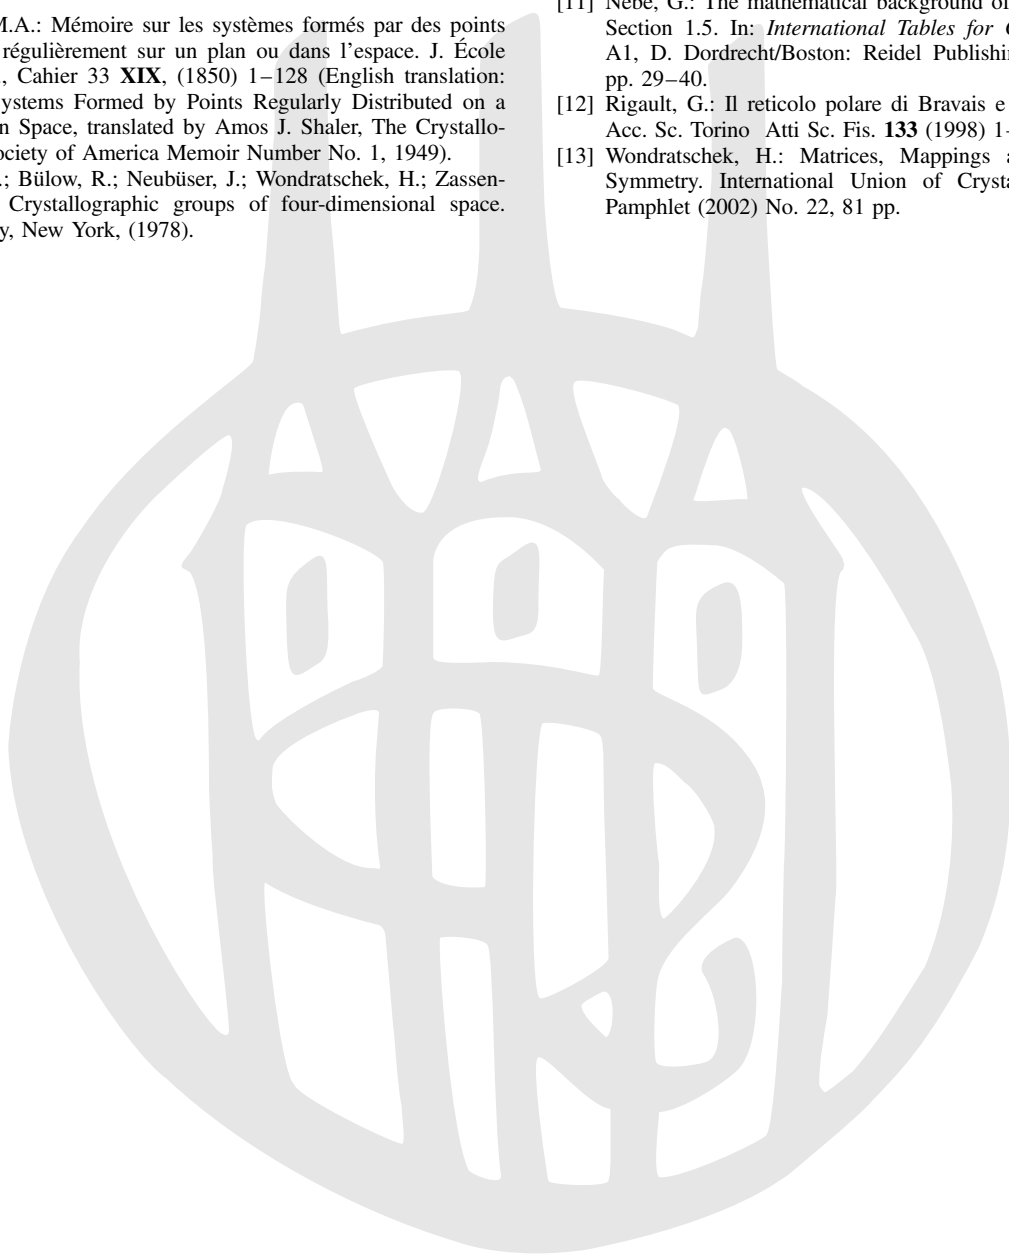 M.A.: Mémoire sur les systèmes formés par des points
régulièrement sur un plan ou dans l'espace. J. École
., Cahier 33 XIX, (1850) 1–128 (English translation:
ystems Formed by Points Regularly Distributed on a
n Space, translated by Amos J. Shaler, The Crystallo-
ociety of America Memoir Number No. 1, 1949).
.; Bülow, R.; Neubüser, J.; Wondratschek, H.; Zassen-
Crystallographic groups of four-dimensional space.
y, New York, (1978).
[11] Nebe, G.: The mathematical background of
Section 1.5. In: International Tables for
A1, D. Dordrecht/Boston: Reidel Publishin
pp. 29–40.
[12] Rigault, G.: Il reticolo polare di Bravais e
Acc. Sc. Torino Atti Sc. Fis. 133 (1998) 1–
[13] Wondratschek, H.: Matrices, Mappings a
Symmetry. International Union of Crysta
Pamphlet (2002) No. 22, 81 pp.